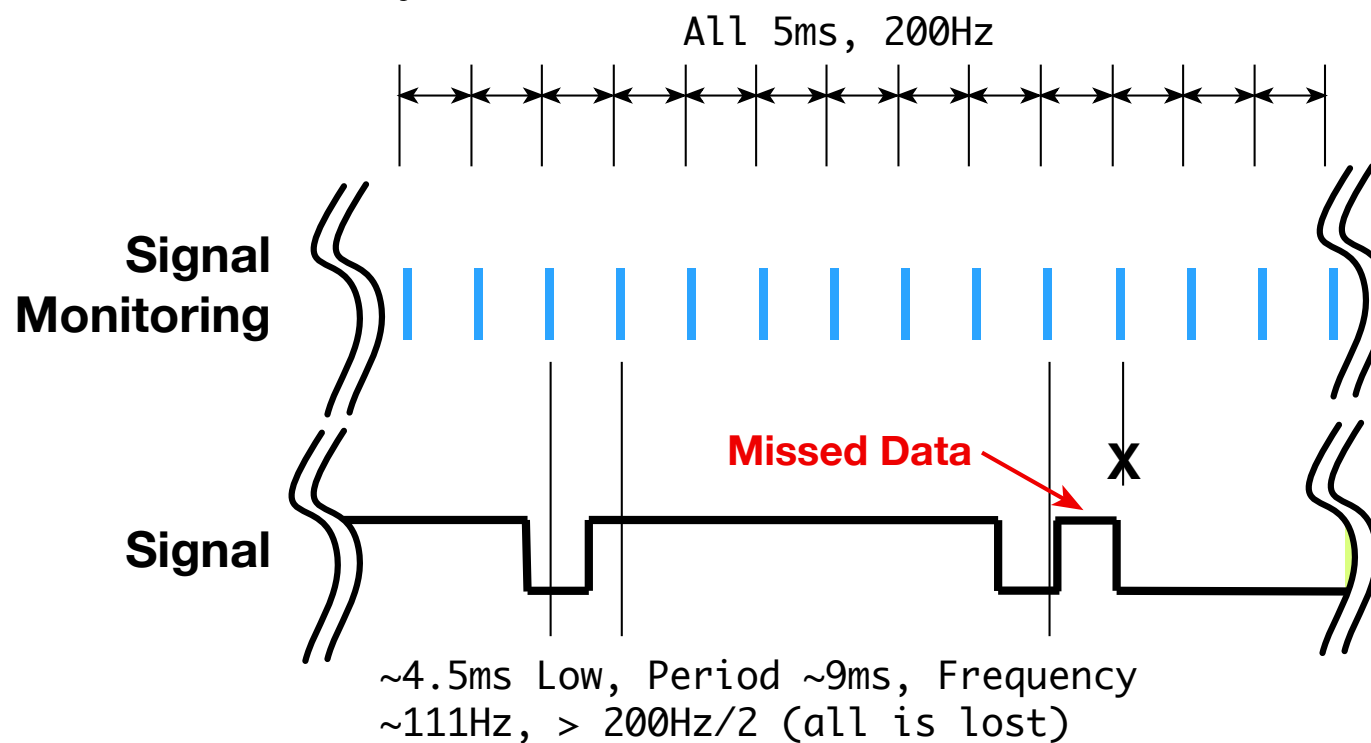 All 5ms, 200Hz
Signal
Monitoring
Missed Data
X
Signal
~4.5ms Low, Period ~9ms, Frequency
~111Hz, > 200Hz/2 (all is lost)